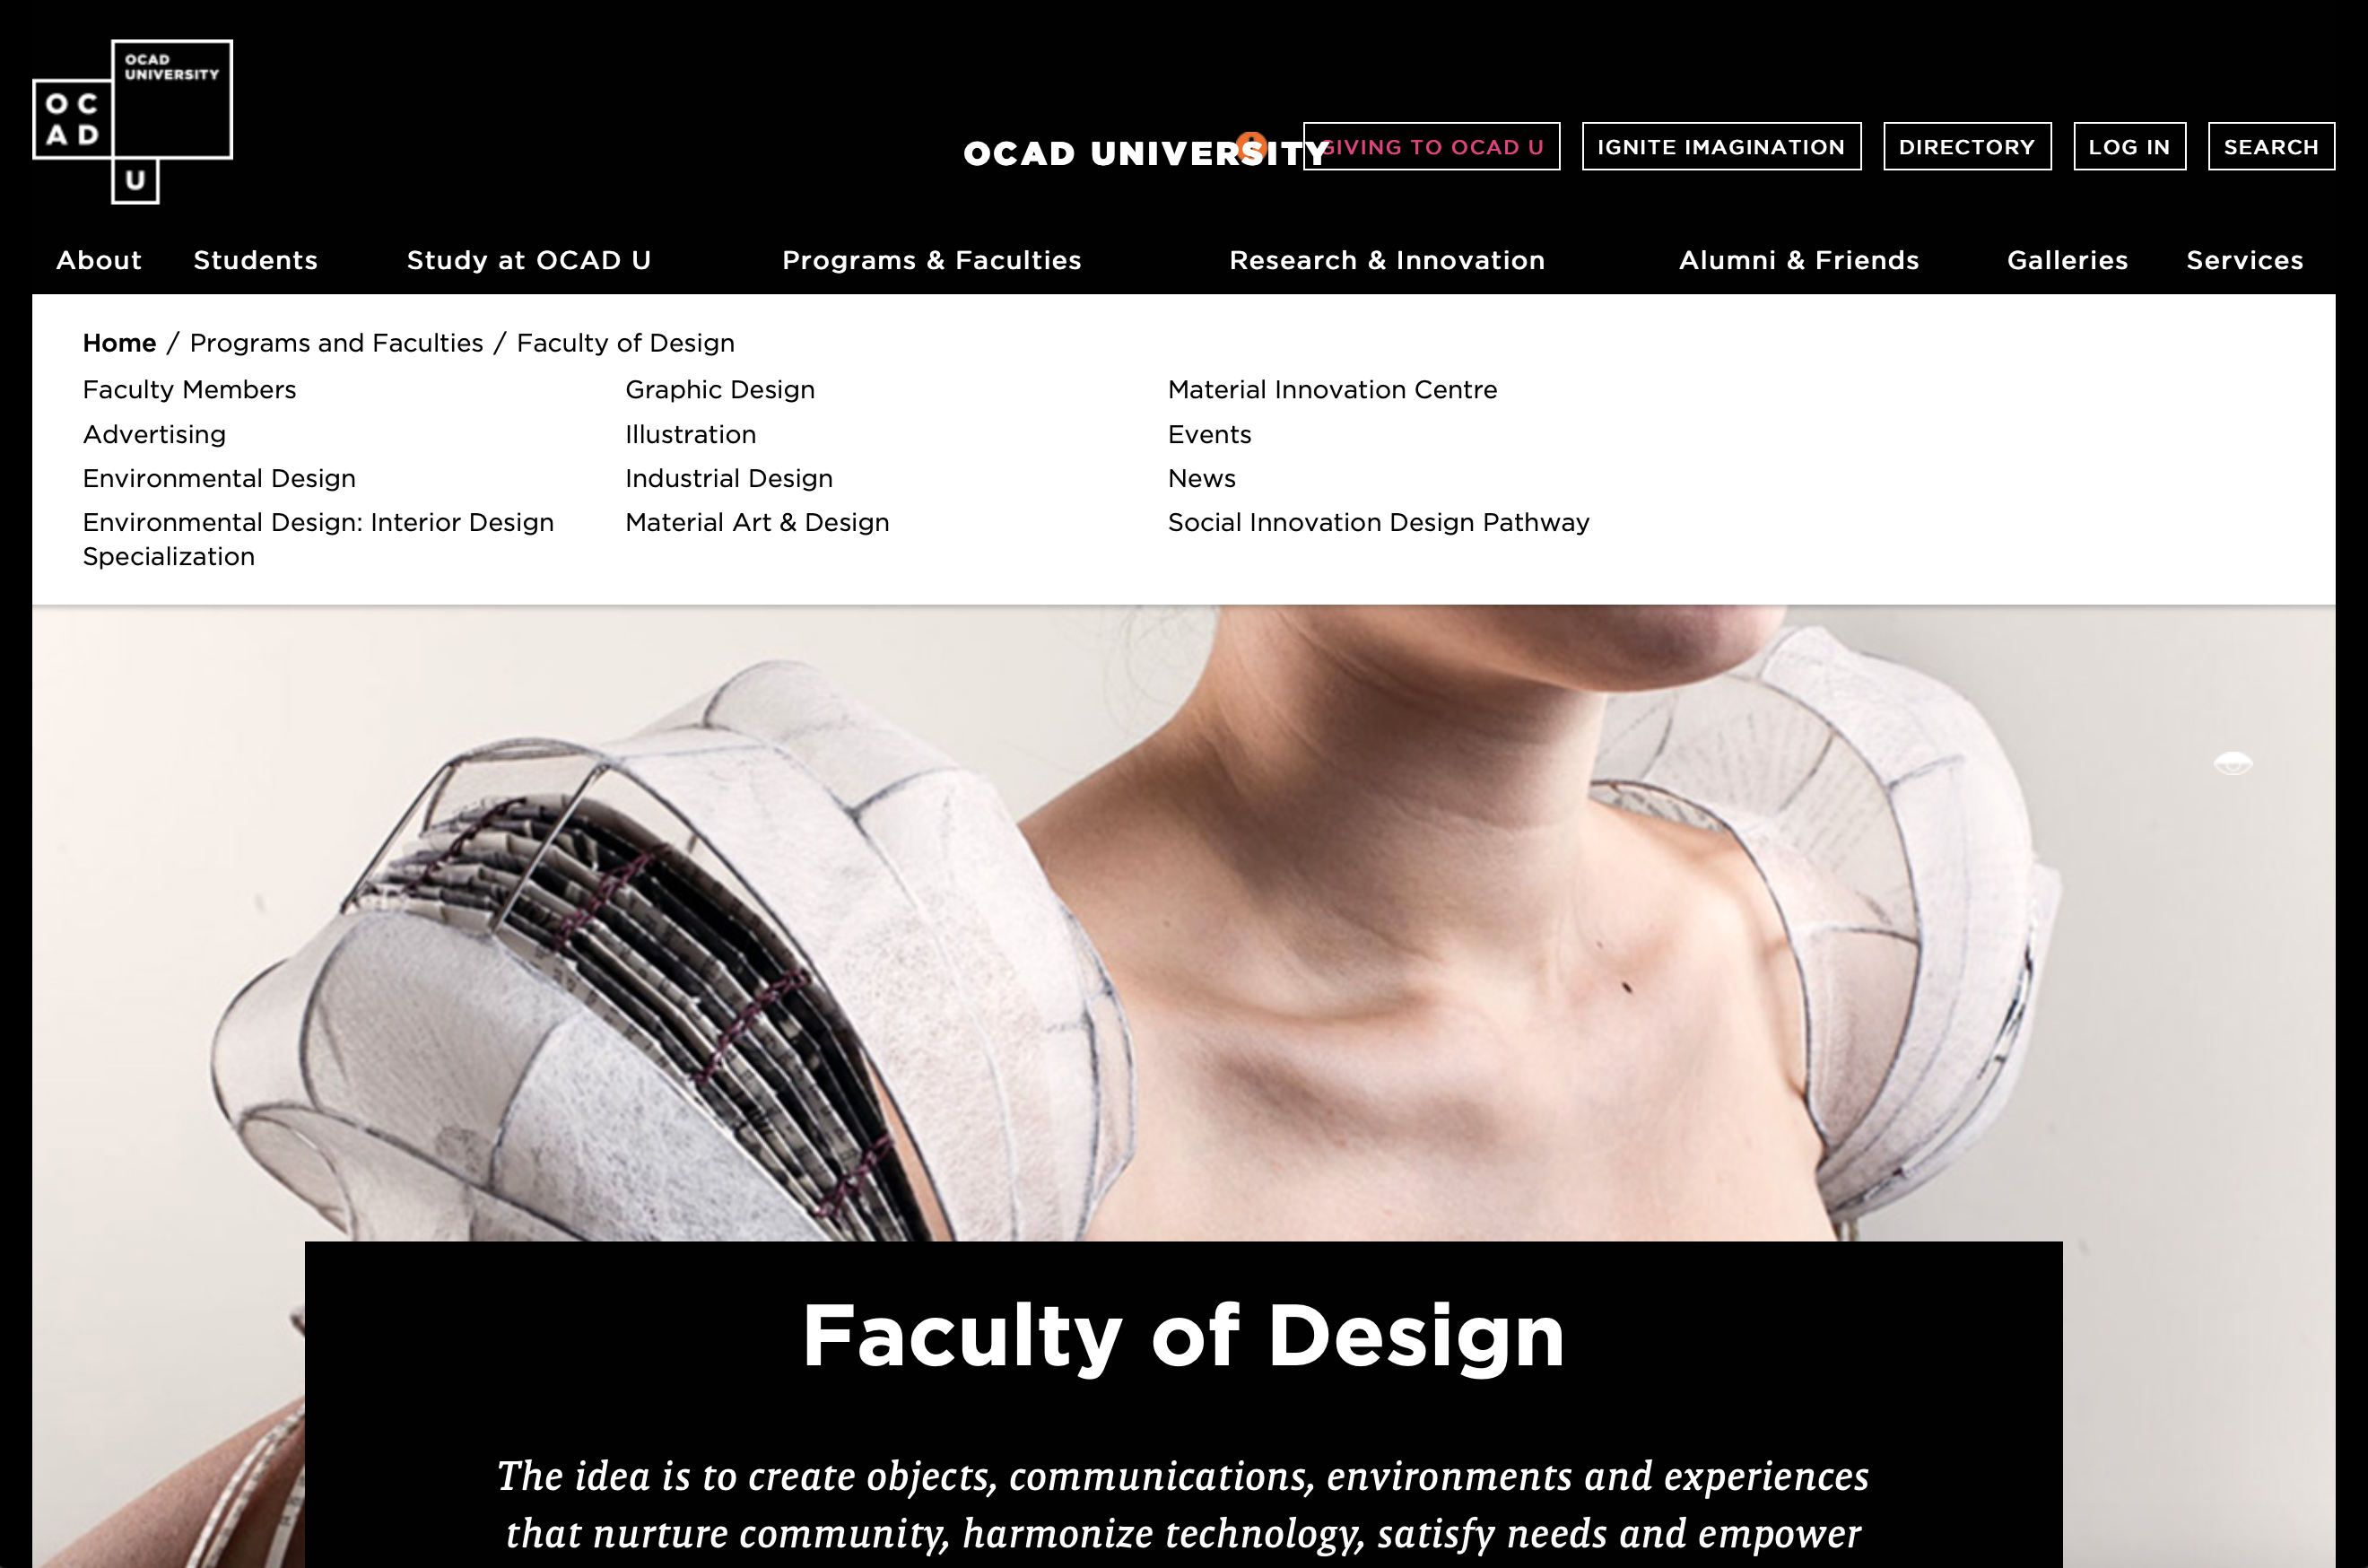 OCAD
UNIVERSITY
O C
A D
U
OCAD UNIVERSITY
GIVING TO OCAD U
IGNITE IMAGINATION
DIRECTORY
LOG IN
SEARCH
About
Students
Study at OCAD U
Programs & Faculties
Research & Innovation
Alumni & Friends
Galleries
Services
Home / Programs and Faculties / Faculty of Design
Faculty Members
Advertising
Environmental Design
Environmental Design: Interior Design
Specialization
Graphic Design
Illustration
Industrial Design
Material Art & Design
Material Innovation Centre
Events
News
Social Innovation Design Pathway
Faculty of Design
The idea is to create objects, communications, environments and experiences
that nurture community, harmonize technology, satisfy needs and empower